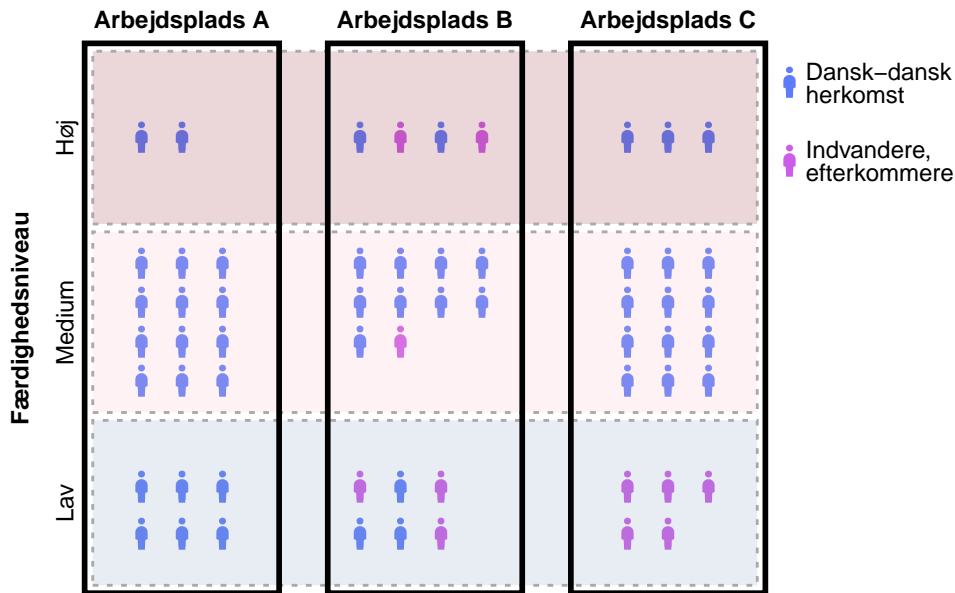 Arbejdsplads A
Arbejdsplads B
Arbejdsplads C
Færdighedsniveau
Høj
Medium
Lav
Dansk−dansk
herkomst
Indvandere,
efterkommere